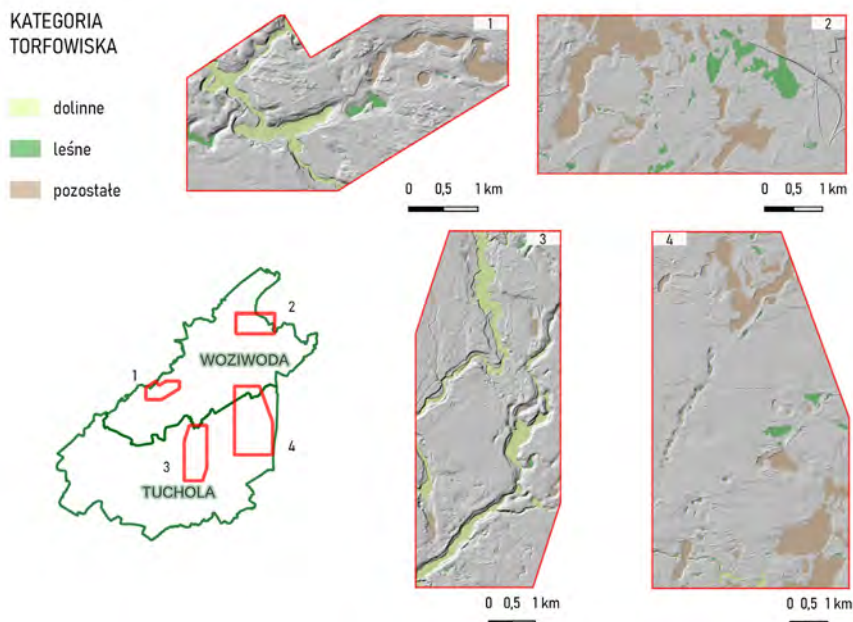 KATEGORIA
TORFOWISKA
dolinne
leśne
pozostałe
1
0 0,5 1 km
2
0 0,5 1 km
3
0 0,5 1 km
4
0 0,5 1 km
2
WOZIWODA
1
3
4
TUCHOLA